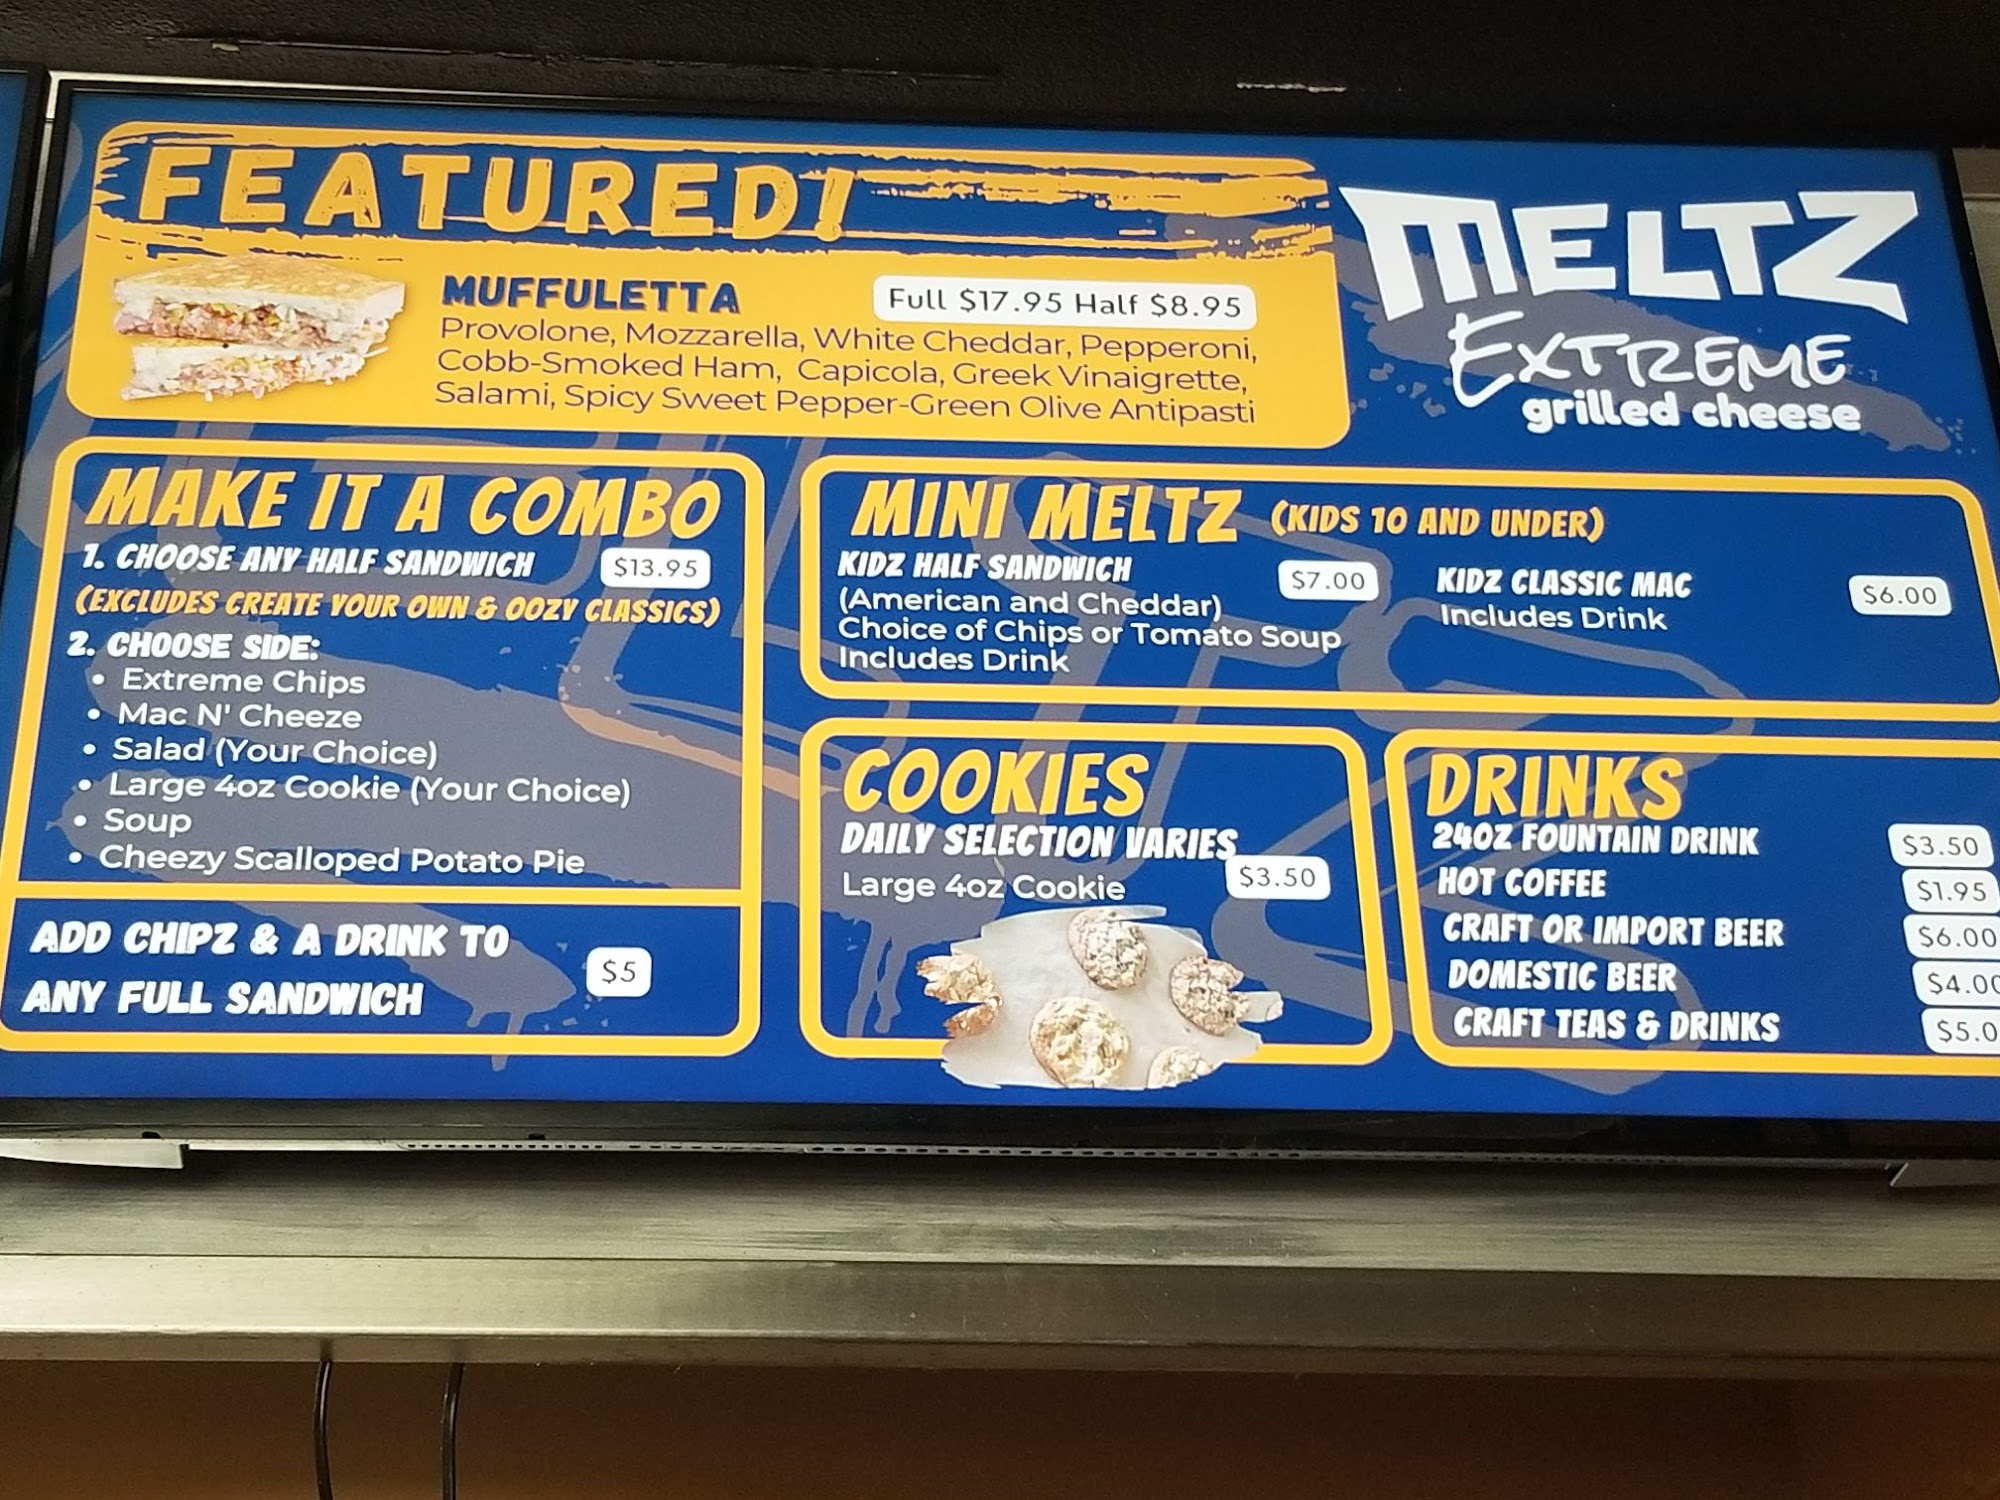 FEATURED!
MUFFULETTA
Full $17.95 Half $8.95
Provolone, Mozzarella, White Cheddar, Pepperoni,
Cobb-Smoked Ham, Capicola, Greek Vinaigrette,
Salami, Spicy Sweet Pepper-Green Olive Antipasti
MELTZ
EXTREME
grilled cheese
MAKE IT A COMBO
1. CHOOSE ANY HALF SANDWICH $13.95
(EXCLUDES CREATE YOUR OWN & OOZY CLASSICS)
2. CHOOSE SIDE:
• Extreme Chips
• Mac N' Cheeze
• Salad (Your Choice)
• Large 4oz Cookie (Your Choice)
• Soup
• Cheezy Scalloped Potato Pie
ADD CHIPZ & A DRINK TO
ANY FULL SANDWICH
$5
MINI MELTZ (KIDS 10 AND UNDER)
KIDZ HALF SANDWICH $7.00
(American and Cheddar)
Choice of Chips or Tomato Soup
Includes Drink
KIDZ CLASSIC MAC $6.00
Includes Drink
COOKIES
DAILY SELECTION VARIES
Large 4oz Cookie $3.50
DRINKS
24OZ FOUNTAIN DRINK $3.50
HOT COFFEE $1.95
CRAFT OR IMPORT BEER $6.00
DOMESTIC BEER $4.00
CRAFT TEAS & DRINKS $5.0